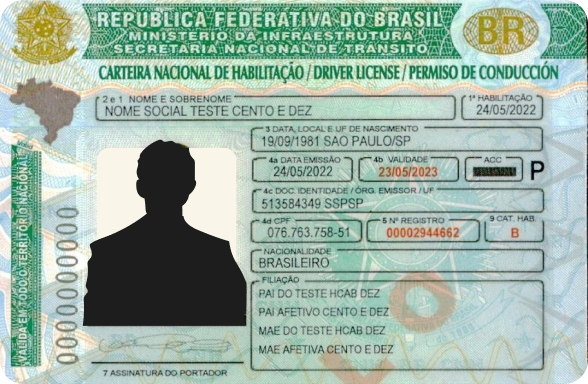 REPÚBLICA FEDERATIVA DO BRASIL
MINISTÉRIO DA INFRAESTRUTURA
SECRETARIA NACIONAL DE TRÂNSITO
BR
CARTEIRA NACIONAL DE HABILITAÇÃO / DRIVER LICENSE / PERMISO DE CONDUCCIÓN
2 e 1 NOME E SOBRENOME
NOME SOCIAL TESTE CENTO E DEZ
1ª HABILITAÇÃO
24/05/2022
3 DATA, LOCAL E UF DE NASCIMENTO
19/09/1981 SAO PAULO/SP
4a DATA EMISSÃO
24/05/2022
4b VALIDADE
23/05/2023
ACC
P
4c DOC. IDENTIDADE / ÓRG. EMISSOR / UF
513584349 SSPSP
4d CPF
076.763.758-51
5 Nº REGISTRO
00002944662
9 CAT. HAB.
B
NACIONALIDADE
BRASILEIRO
FILIAÇÃO
PAI DO TESTE HCAB DEZ
PAI AFETIVO CENTO E DEZ
MAE DO TESTE HCAB DEZ
MAE AFETIVA CENTO E DEZ
7 ASSINATURA DO PORTADOR
VÁLIDA EM TODO O TERRITÓRIO NACIONAL
0000000000